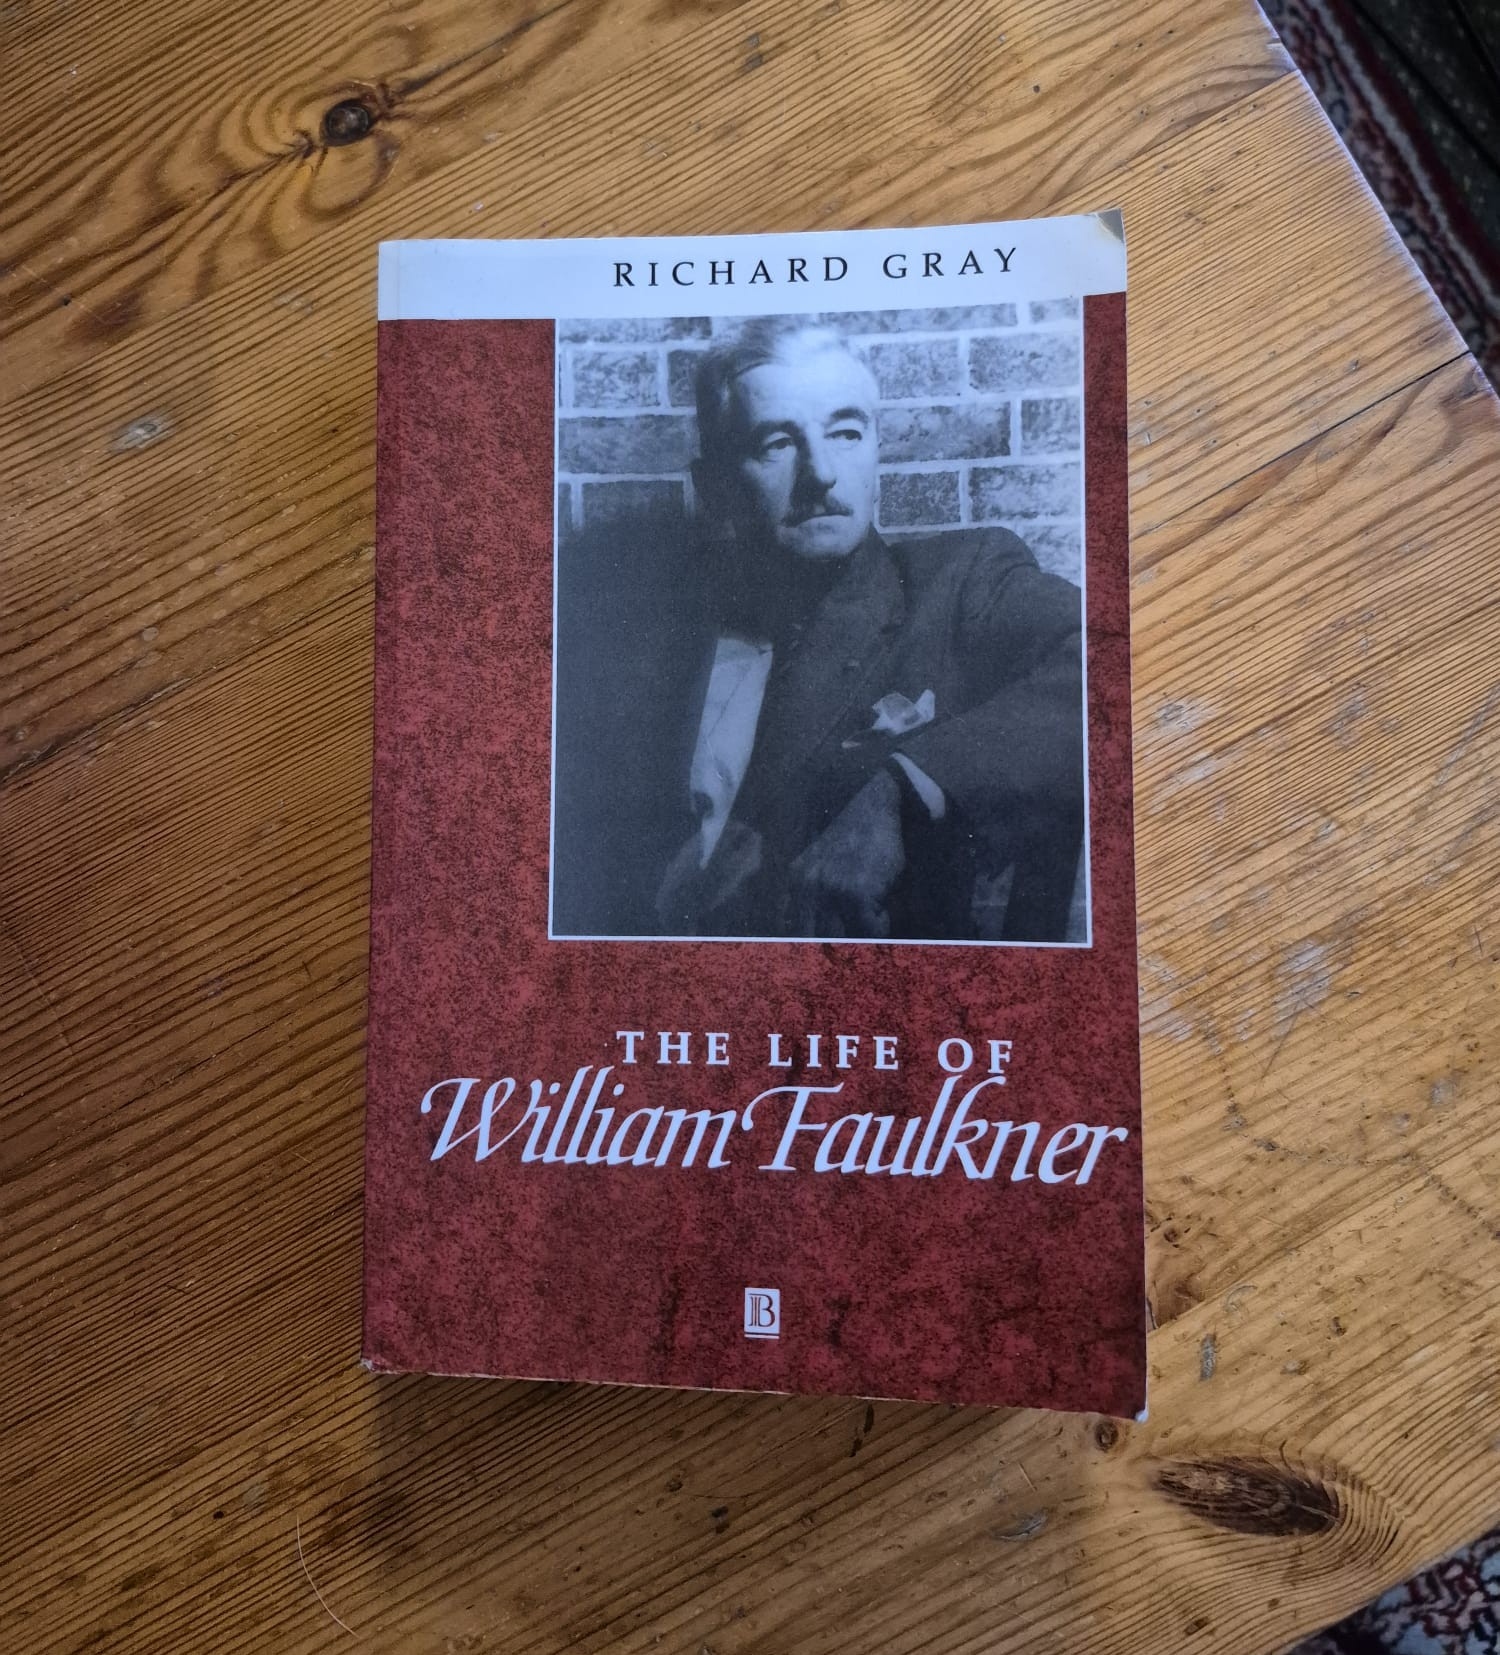 RICHARD GRAY
THE LIFE OF
William Faulkner
B